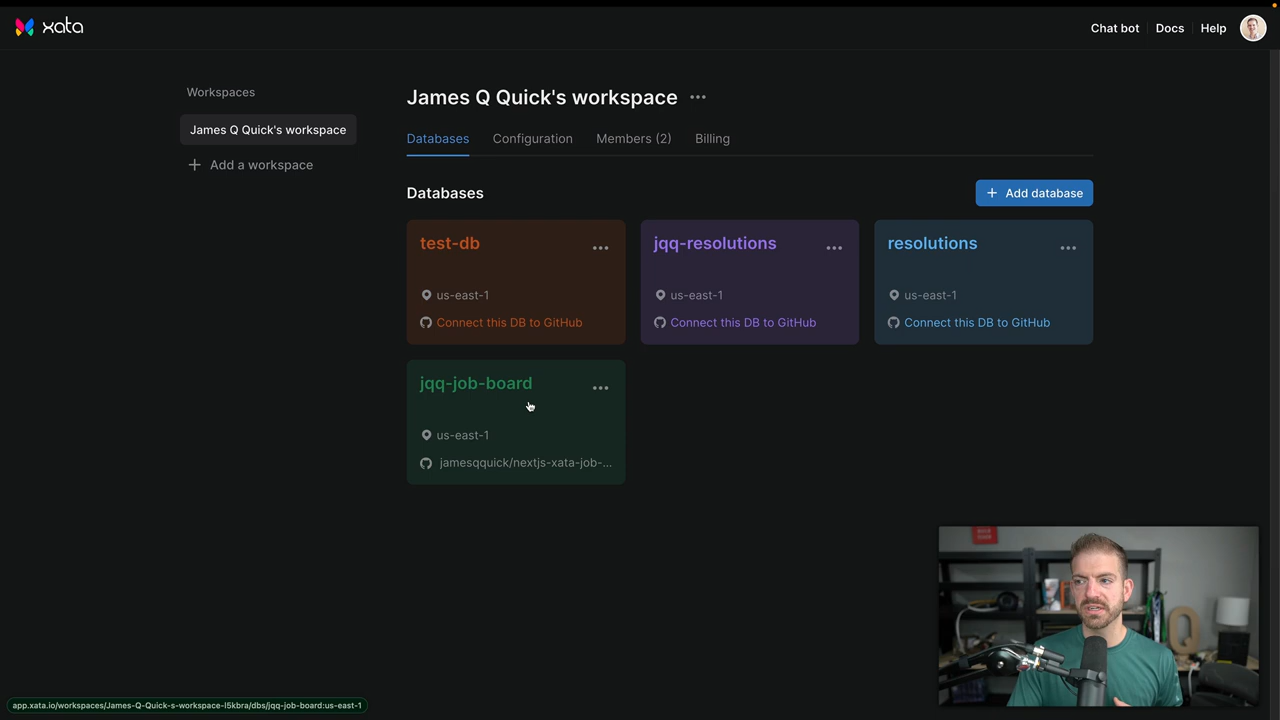 xata
Chat bot
Docs
Help
Workspaces
James Q Quick's workspace
Add a workspace
James Q Quick's workspace
Databases
Configuration
Members (2)
Billing
Databases
Add database
test-db
us-east-1
Connect this DB to GitHub
jqq-resolutions
us-east-1
Connect this DB to GitHub
resolutions
us-east-1
Connect this DB to GitHub
jqq-job-board
us-east-1
jamesqquick/nextjs-xata-job-...
app.xata.io/workspaces/James-Q-Quick-s-workspace-l5kbra/dbs/jqq-job-board:us-east-1